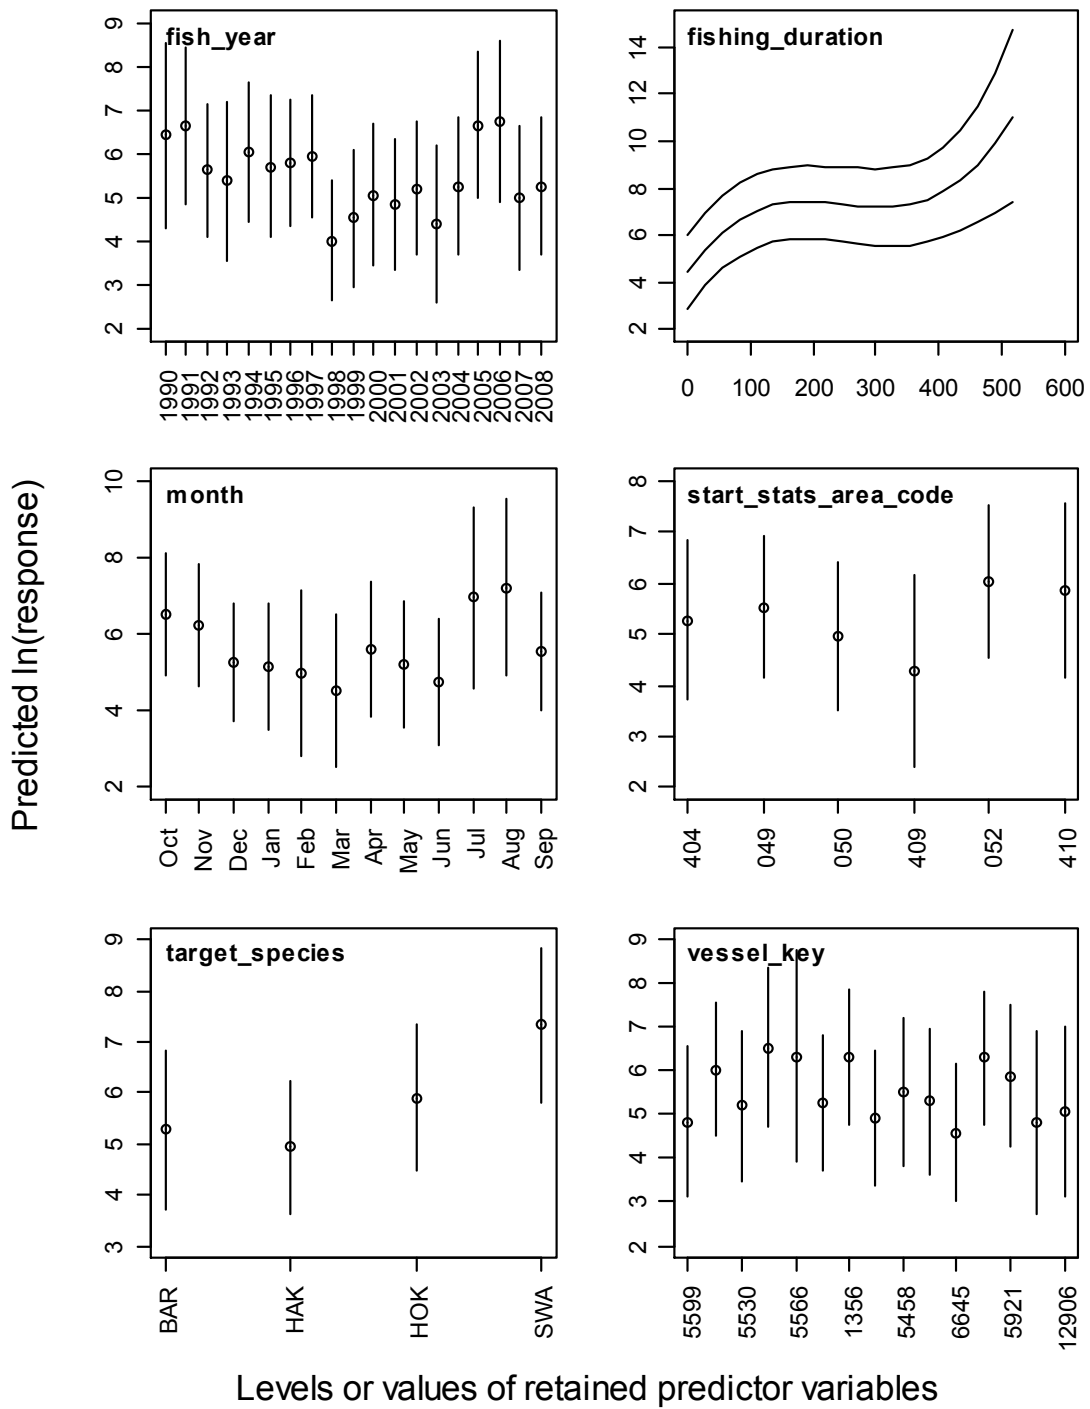 Predicted ln(response)
fish_year
2 3 4 5 6 7 8 9
1990 1991 1992 1993 1994 1995 1996 1997 1998 1999 2000 2001 2002 2003 2004 2005 2006 2007 2008
fishing_duration
2 4 6 8 10 12 14
0 100 200 300 400 500 600
month
2 4 6 8 10
Oct Nov Dec Jan Feb Mar Apr May Jun Jul Aug Sep
start_stats_area_code
2 3 4 5 6 7 8
404 049 050 409 052 410
target_species
3 4 5 6 7 8 9
BAR HAK HOK SWA
vessel_key
2 3 4 5 6 7 8 9
5599 5530 5566 1356 5458 6645 5921 12906
Levels or values of retained predictor variables